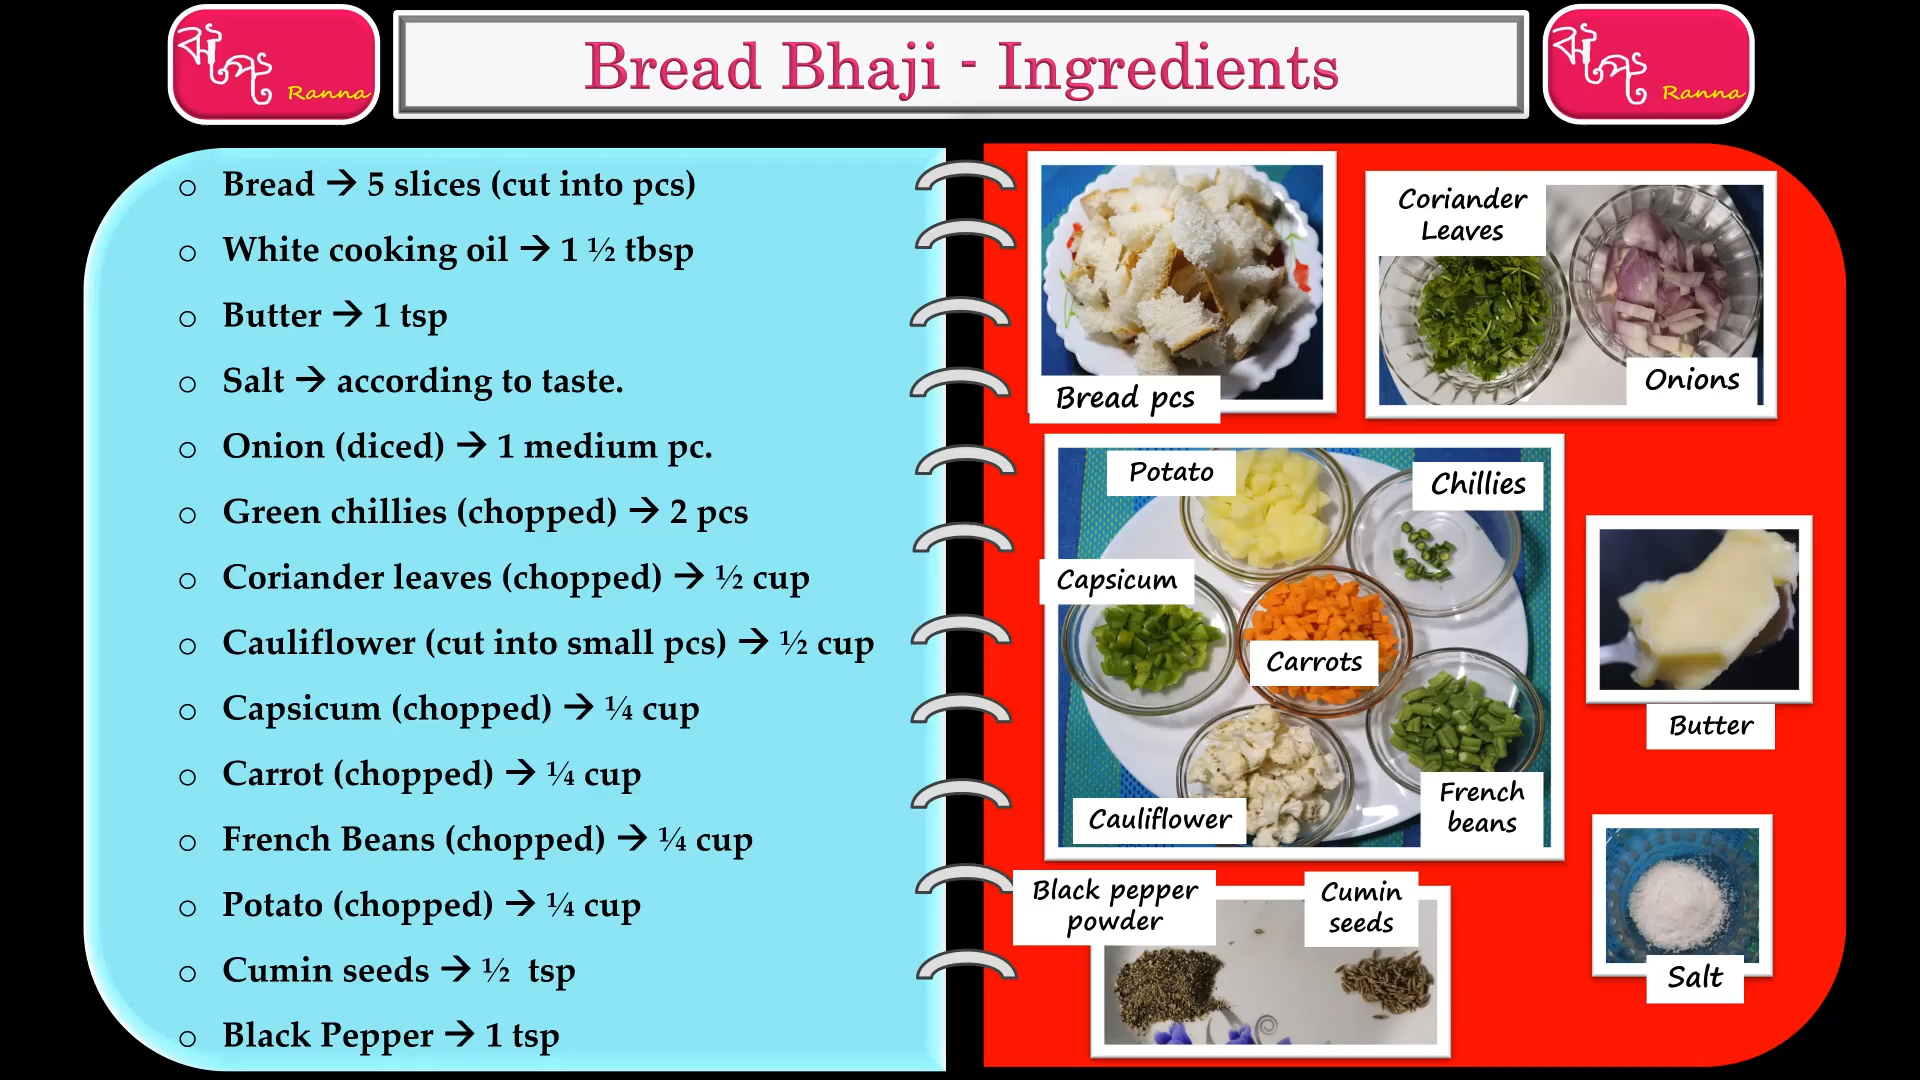 ঝাপস
Ranna
Bread Bhaji - Ingredients
Ranna
○ Bread → 5 slices (cut into pcs)
○ White cooking oil → 1 ½ tbsp
○ Butter → 1 tsp
○ Salt → according to taste.
○ Onion (diced) → 1 medium pc.
○ Green chillies (chopped) → 2 pcs
○ Coriander leaves (chopped) → ½ cup
○ Cauliflower (cut into small pcs) → ½ cup
○ Capsicum (chopped) → ¼ cup
○ Carrot (chopped) → ¼ cup
○ French Beans (chopped) → ¼ cup
○ Potato (chopped) → ¼ cup
○ Cumin seeds → ½ tsp
○ Black Pepper → 1 tsp
Bread pcs
Coriander
Leaves
Onions
Potato
Chillies
Capsicum
Carrots
Cauliflower
French
beans
Butter
Black pepper
powder
Cumin
seeds
Salt